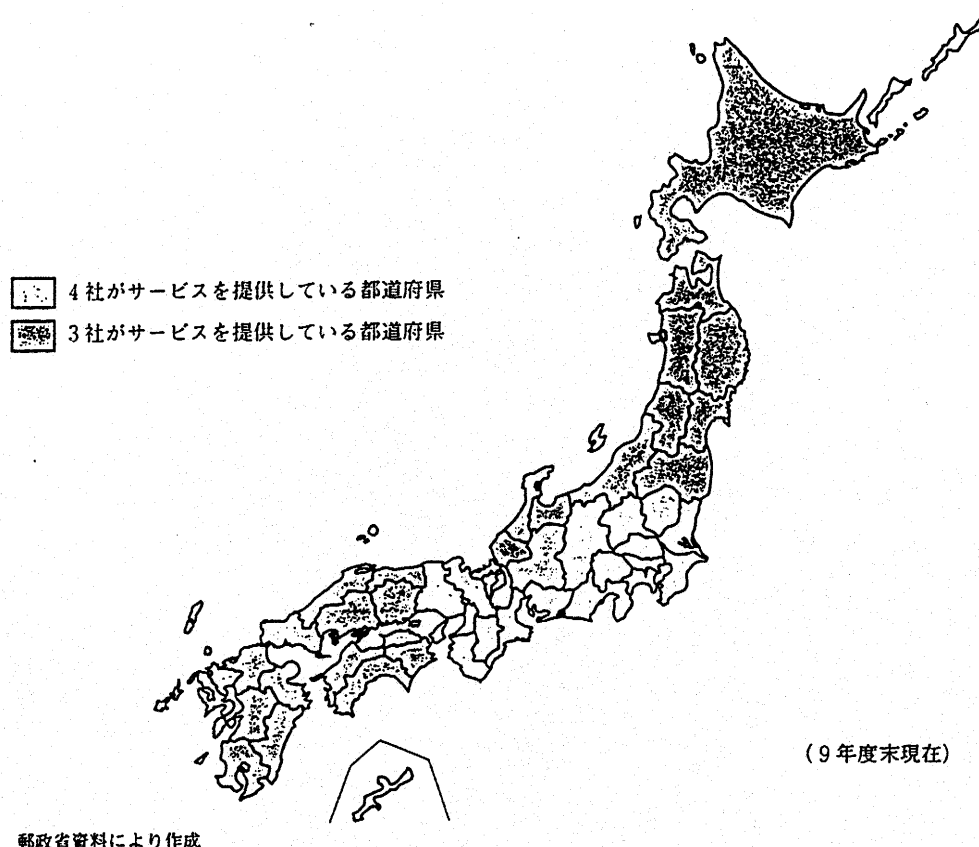 4社がサービスを提供している都道府県
3社がサービスを提供している都道府県
(9年度末現在)
郵政省資料により作成